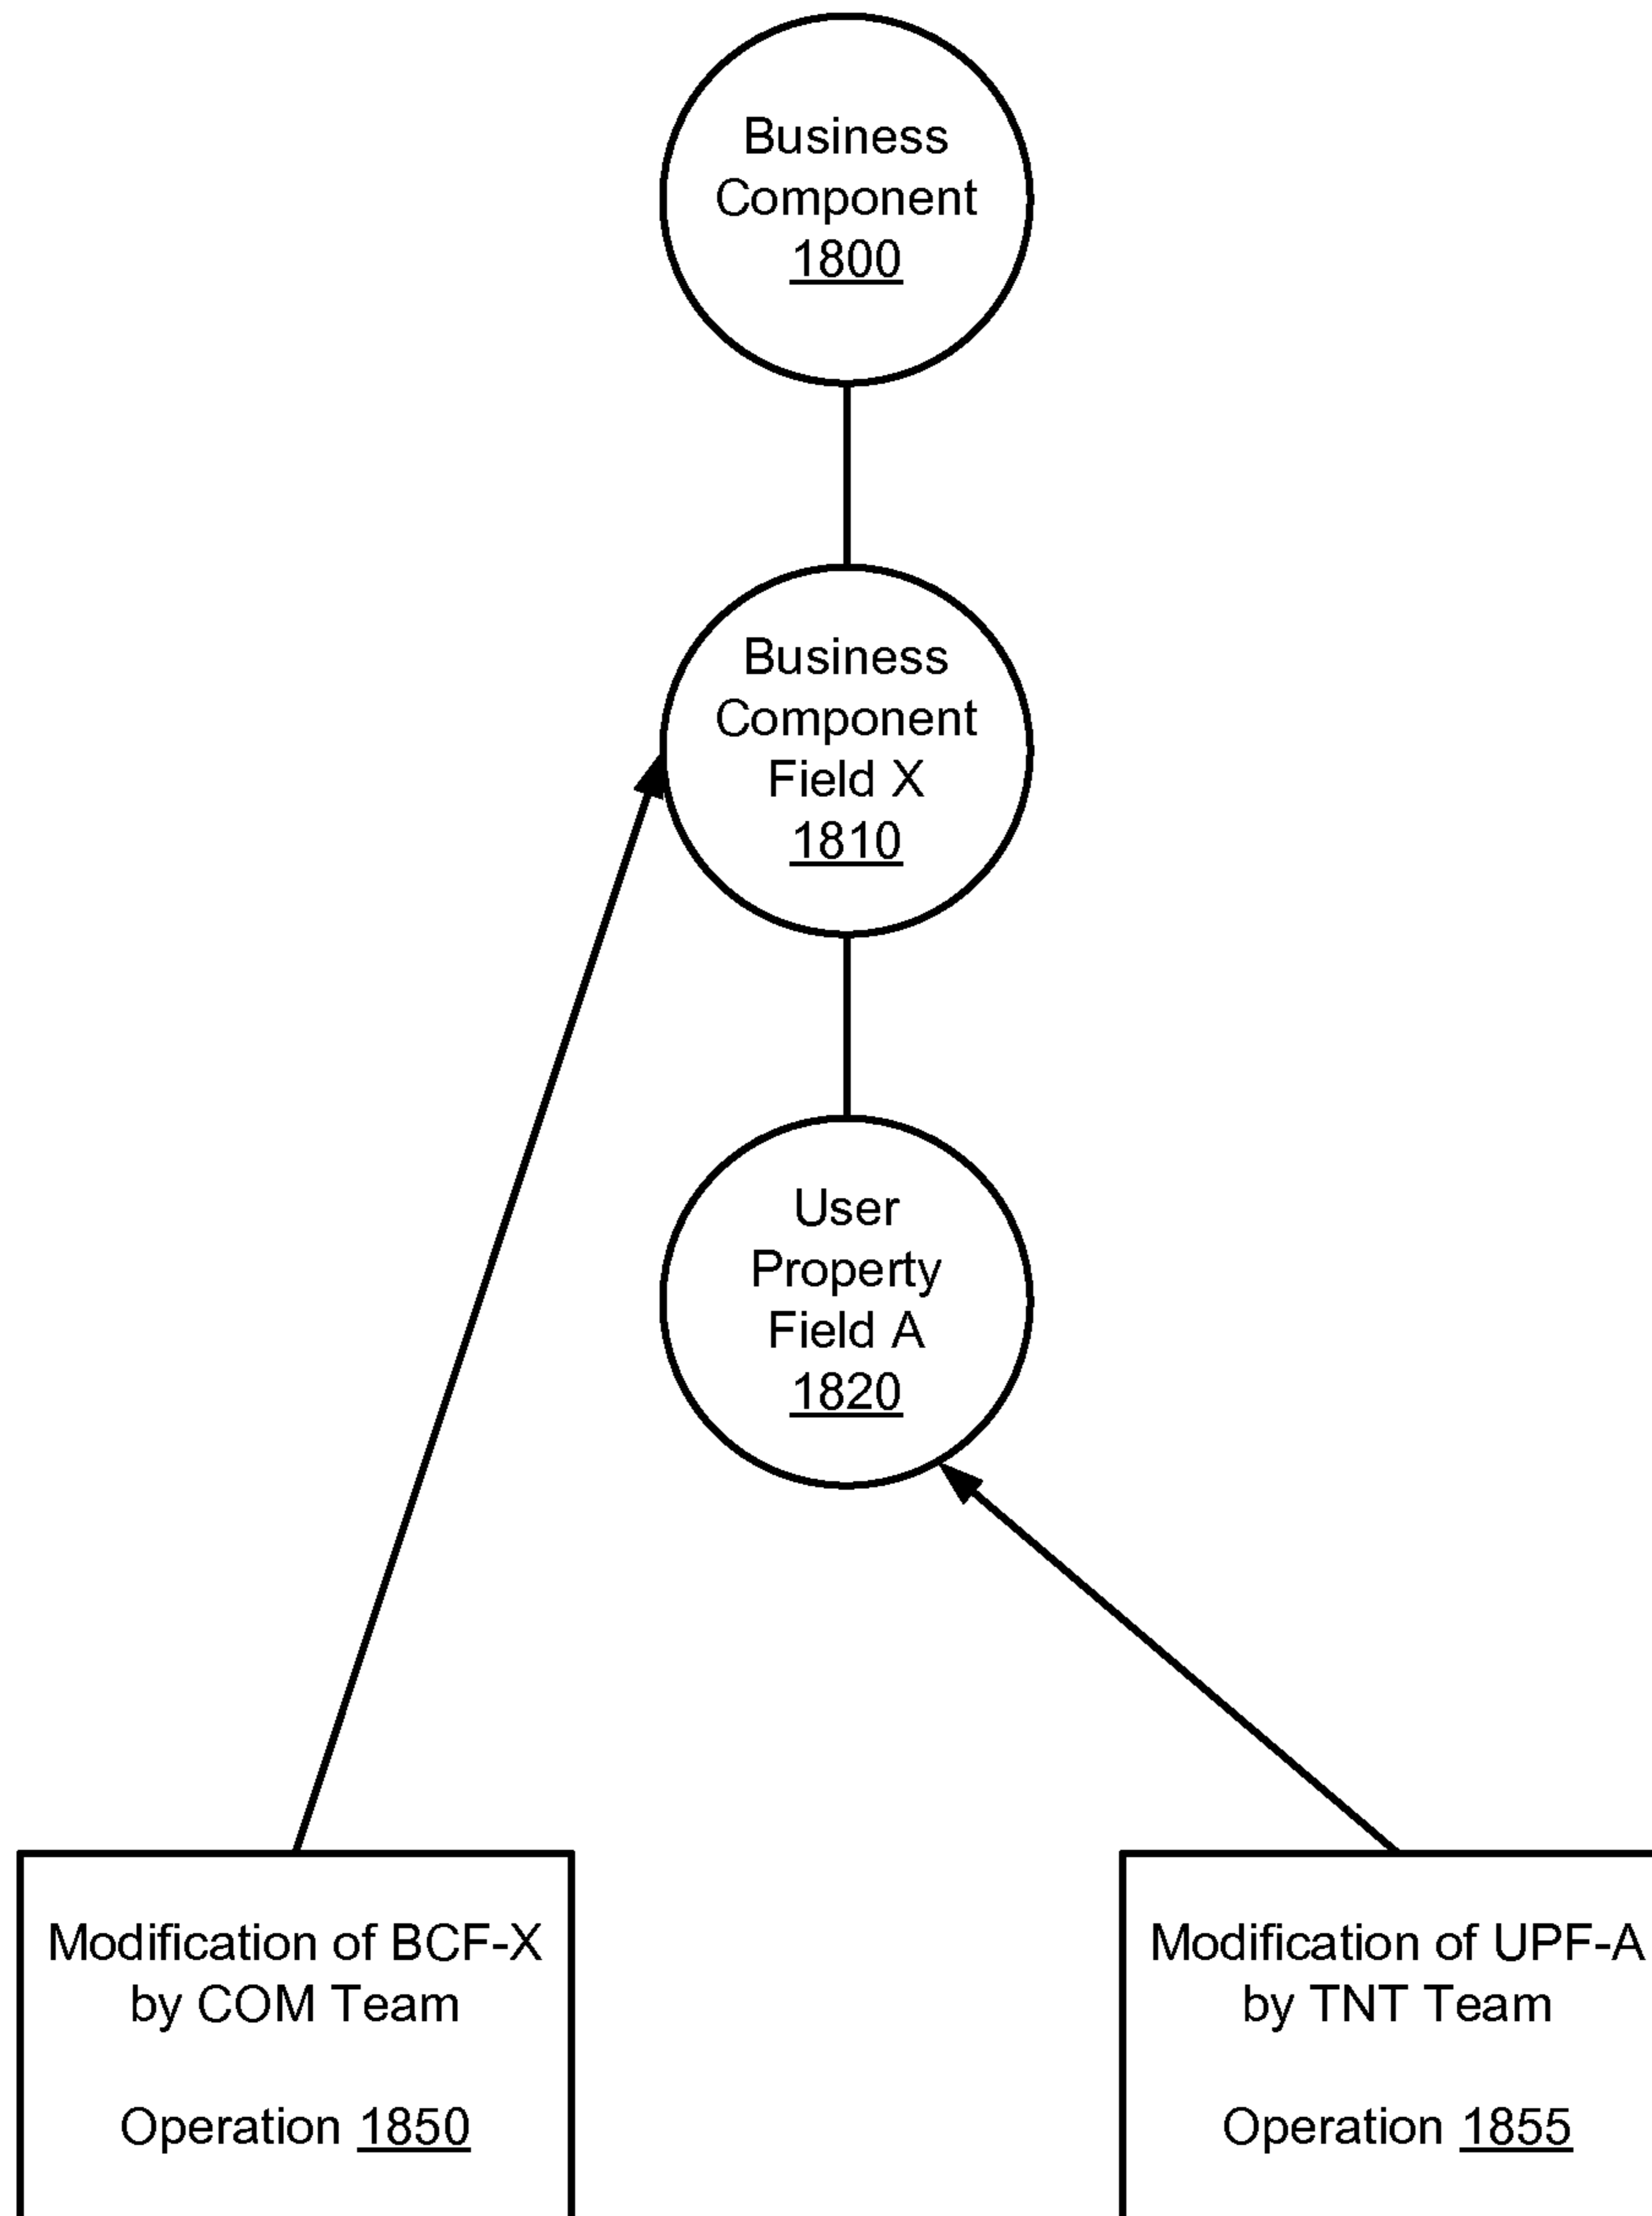 Business
Component
1800
Business
Component
Field X
1810
User
Property
Field A
1820
Modification of BCF-X
by COM Team
Operation 1850
Modification of UPF-A
by TNT Team
Operation 1855